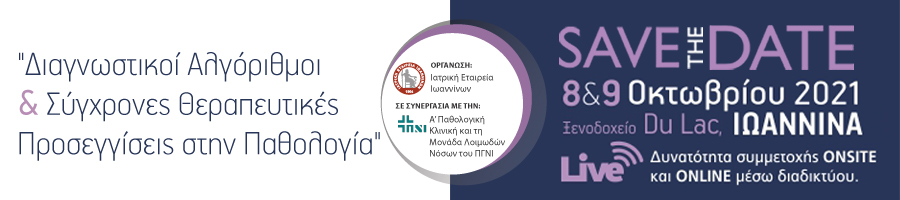 "Διαγνωστικοί Αλγόριθμοι
& Σύγχρονες Θεραπευτικές
Προσεγγίσεις στην Παθολογία"
ΟΡΓΑΝΩΣΗ:
Ιατρική Εταιρεία
Ιωαννίνων
ΣΕ ΣΥΝΕΡΓΑΣΙΑ ΜΕ ΤΗΝ:
ΠΓΝΙ
Α' Παθολογική
Κλινική και τη
Μονάδα Λοιμωδών
Νόσων του ΠΓΝΙ
SAVE THE DATE
8&9 Οκτωβρίου 2021
Ξενοδοχείο Du Lac, ΙΩΑΝΝΙΝΑ
Live
Δυνατότητα συμμετοχής ONSITE
και ONLINE μέσω διαδικτύου.